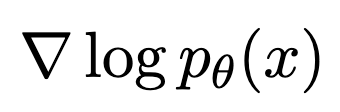 ∇ log p_θ(x)